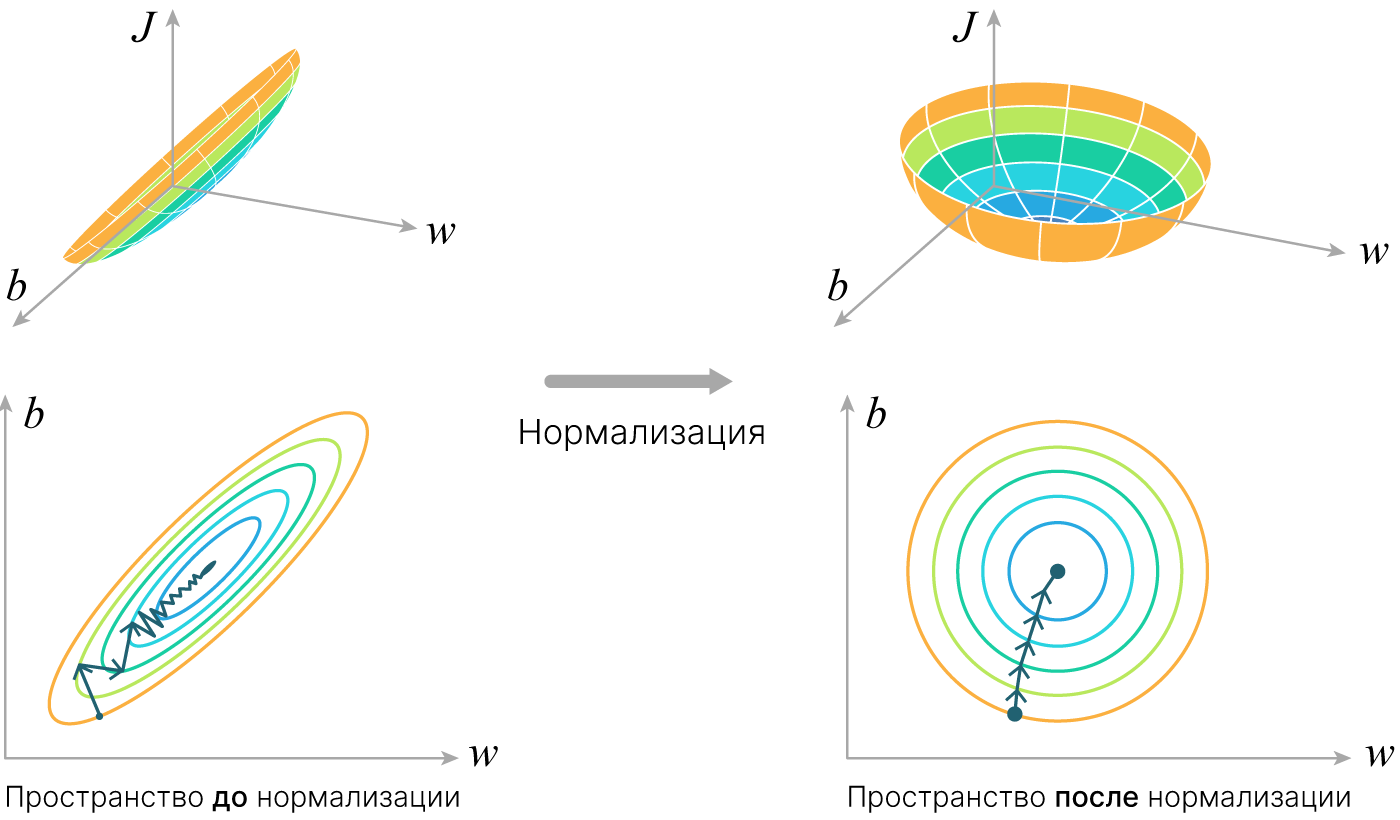 J
w
b
J
w
b
Нормализация
b
w
Пространство до нормализации
b
w
Пространство после нормализации